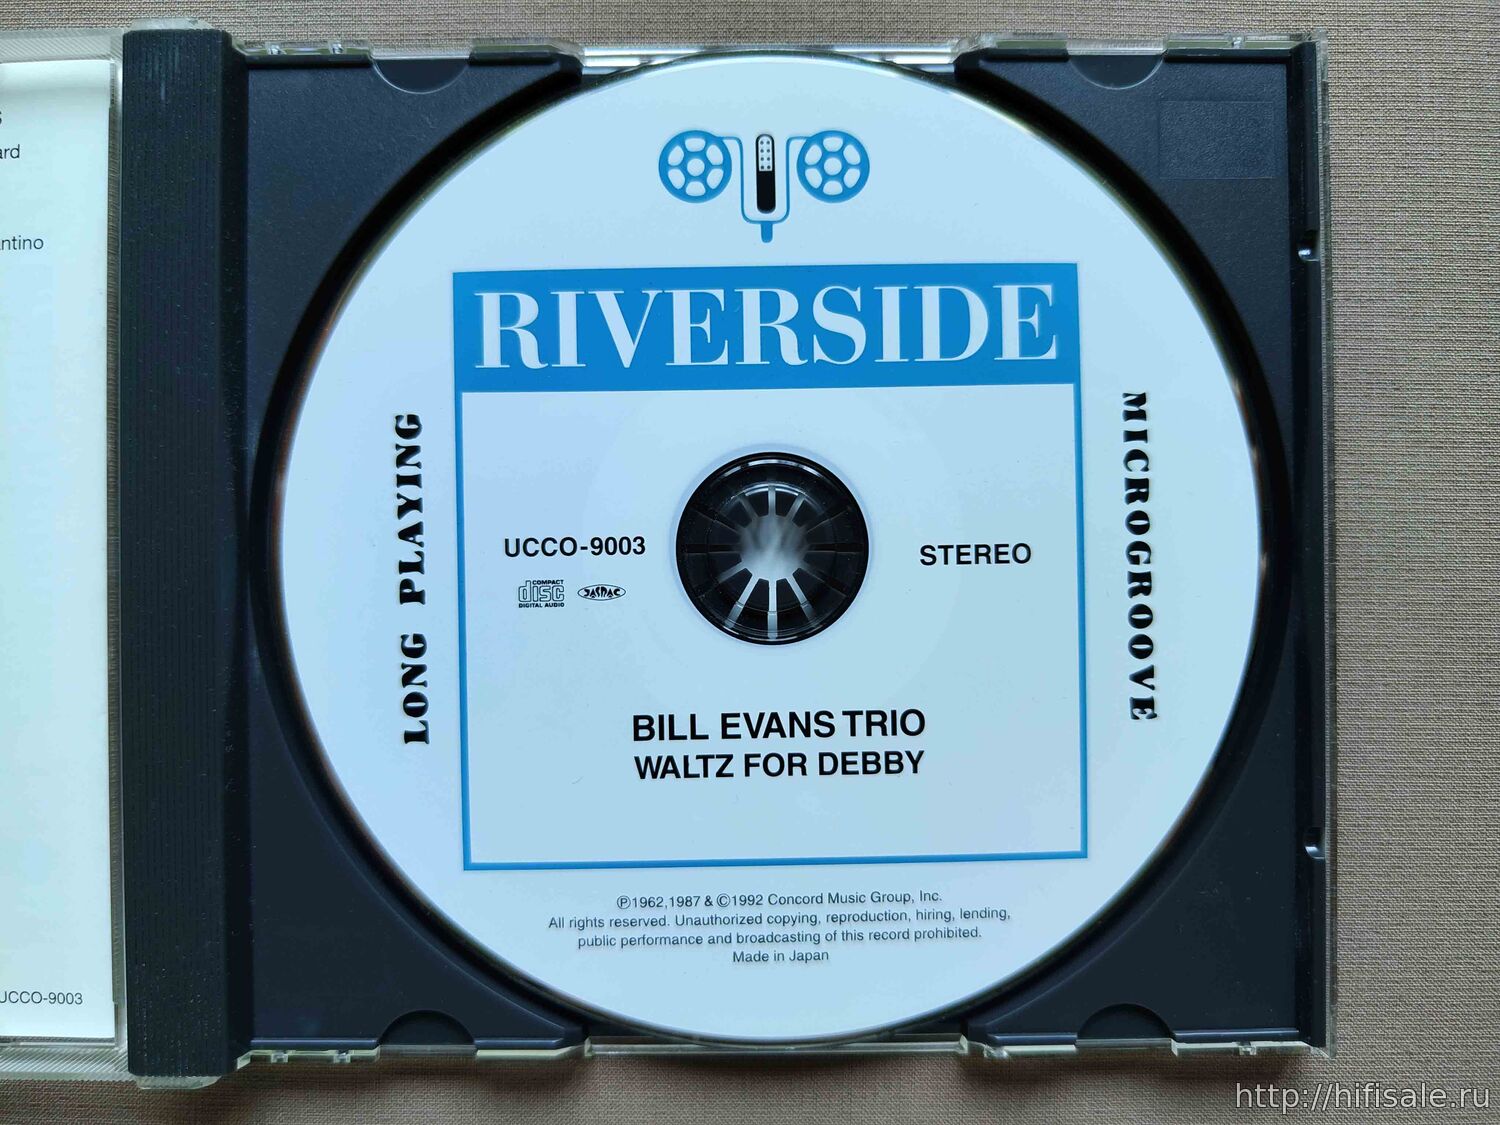 RIVERSIDE
LONG PLAYING
MICROGROOVE
UCCO-9003
STEREO
COMPACT
disc
DIGITAL AUDIO
JASRAC
BILL EVANS TRIO
WALTZ FOR DEBBY
℗1962,1987 & ©1992 Concord Music Group, Inc.
All rights reserved. Unauthorized copying, reproduction, hiring, lending,
public performance and broadcasting of this record prohibited.
Made in Japan
UCCO-9003
http://hifisale.ru